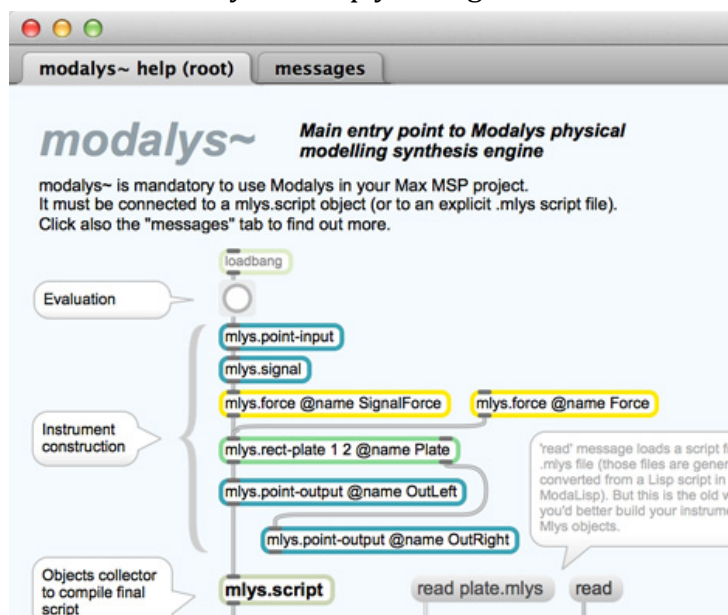 modalys~ help (root) messages
modalys~
Main entry point to Modalys physical
modelling synthesis engine
modalys~ is mandatory to use Modalys in your Max MSP project.
It must be connected to a mlys.script object (or to an explicit .mlys script file).
Click also the "messages" tab to find out more.
loadbang
Evaluation
mlys.point-input
mlys.signal
mlys.force @name SignalForce
mlys.force @name Force
Instrument
construction
mlys.rect-plate 1 2 @name Plate
'read' message loads a script
.mlys file (those files are
converted from a Lisp script in
ModaLisp). But this is the old
you'd better build your
Mlys objects.
mlys.point-output @name OutLeft
mlys.point-output @name OutRight
Objects collector
to compile final
script
mlys.script
read plate.mlys
read